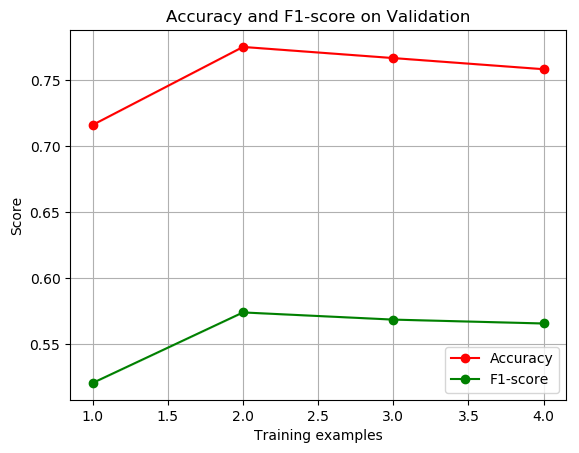 Accuracy and F1-score on Validation
Score
0.75
0.70
0.65
0.60
0.55
1.0 1.5 2.0 2.5 3.0 3.5 4.0
Training examples
Accuracy
F1-score